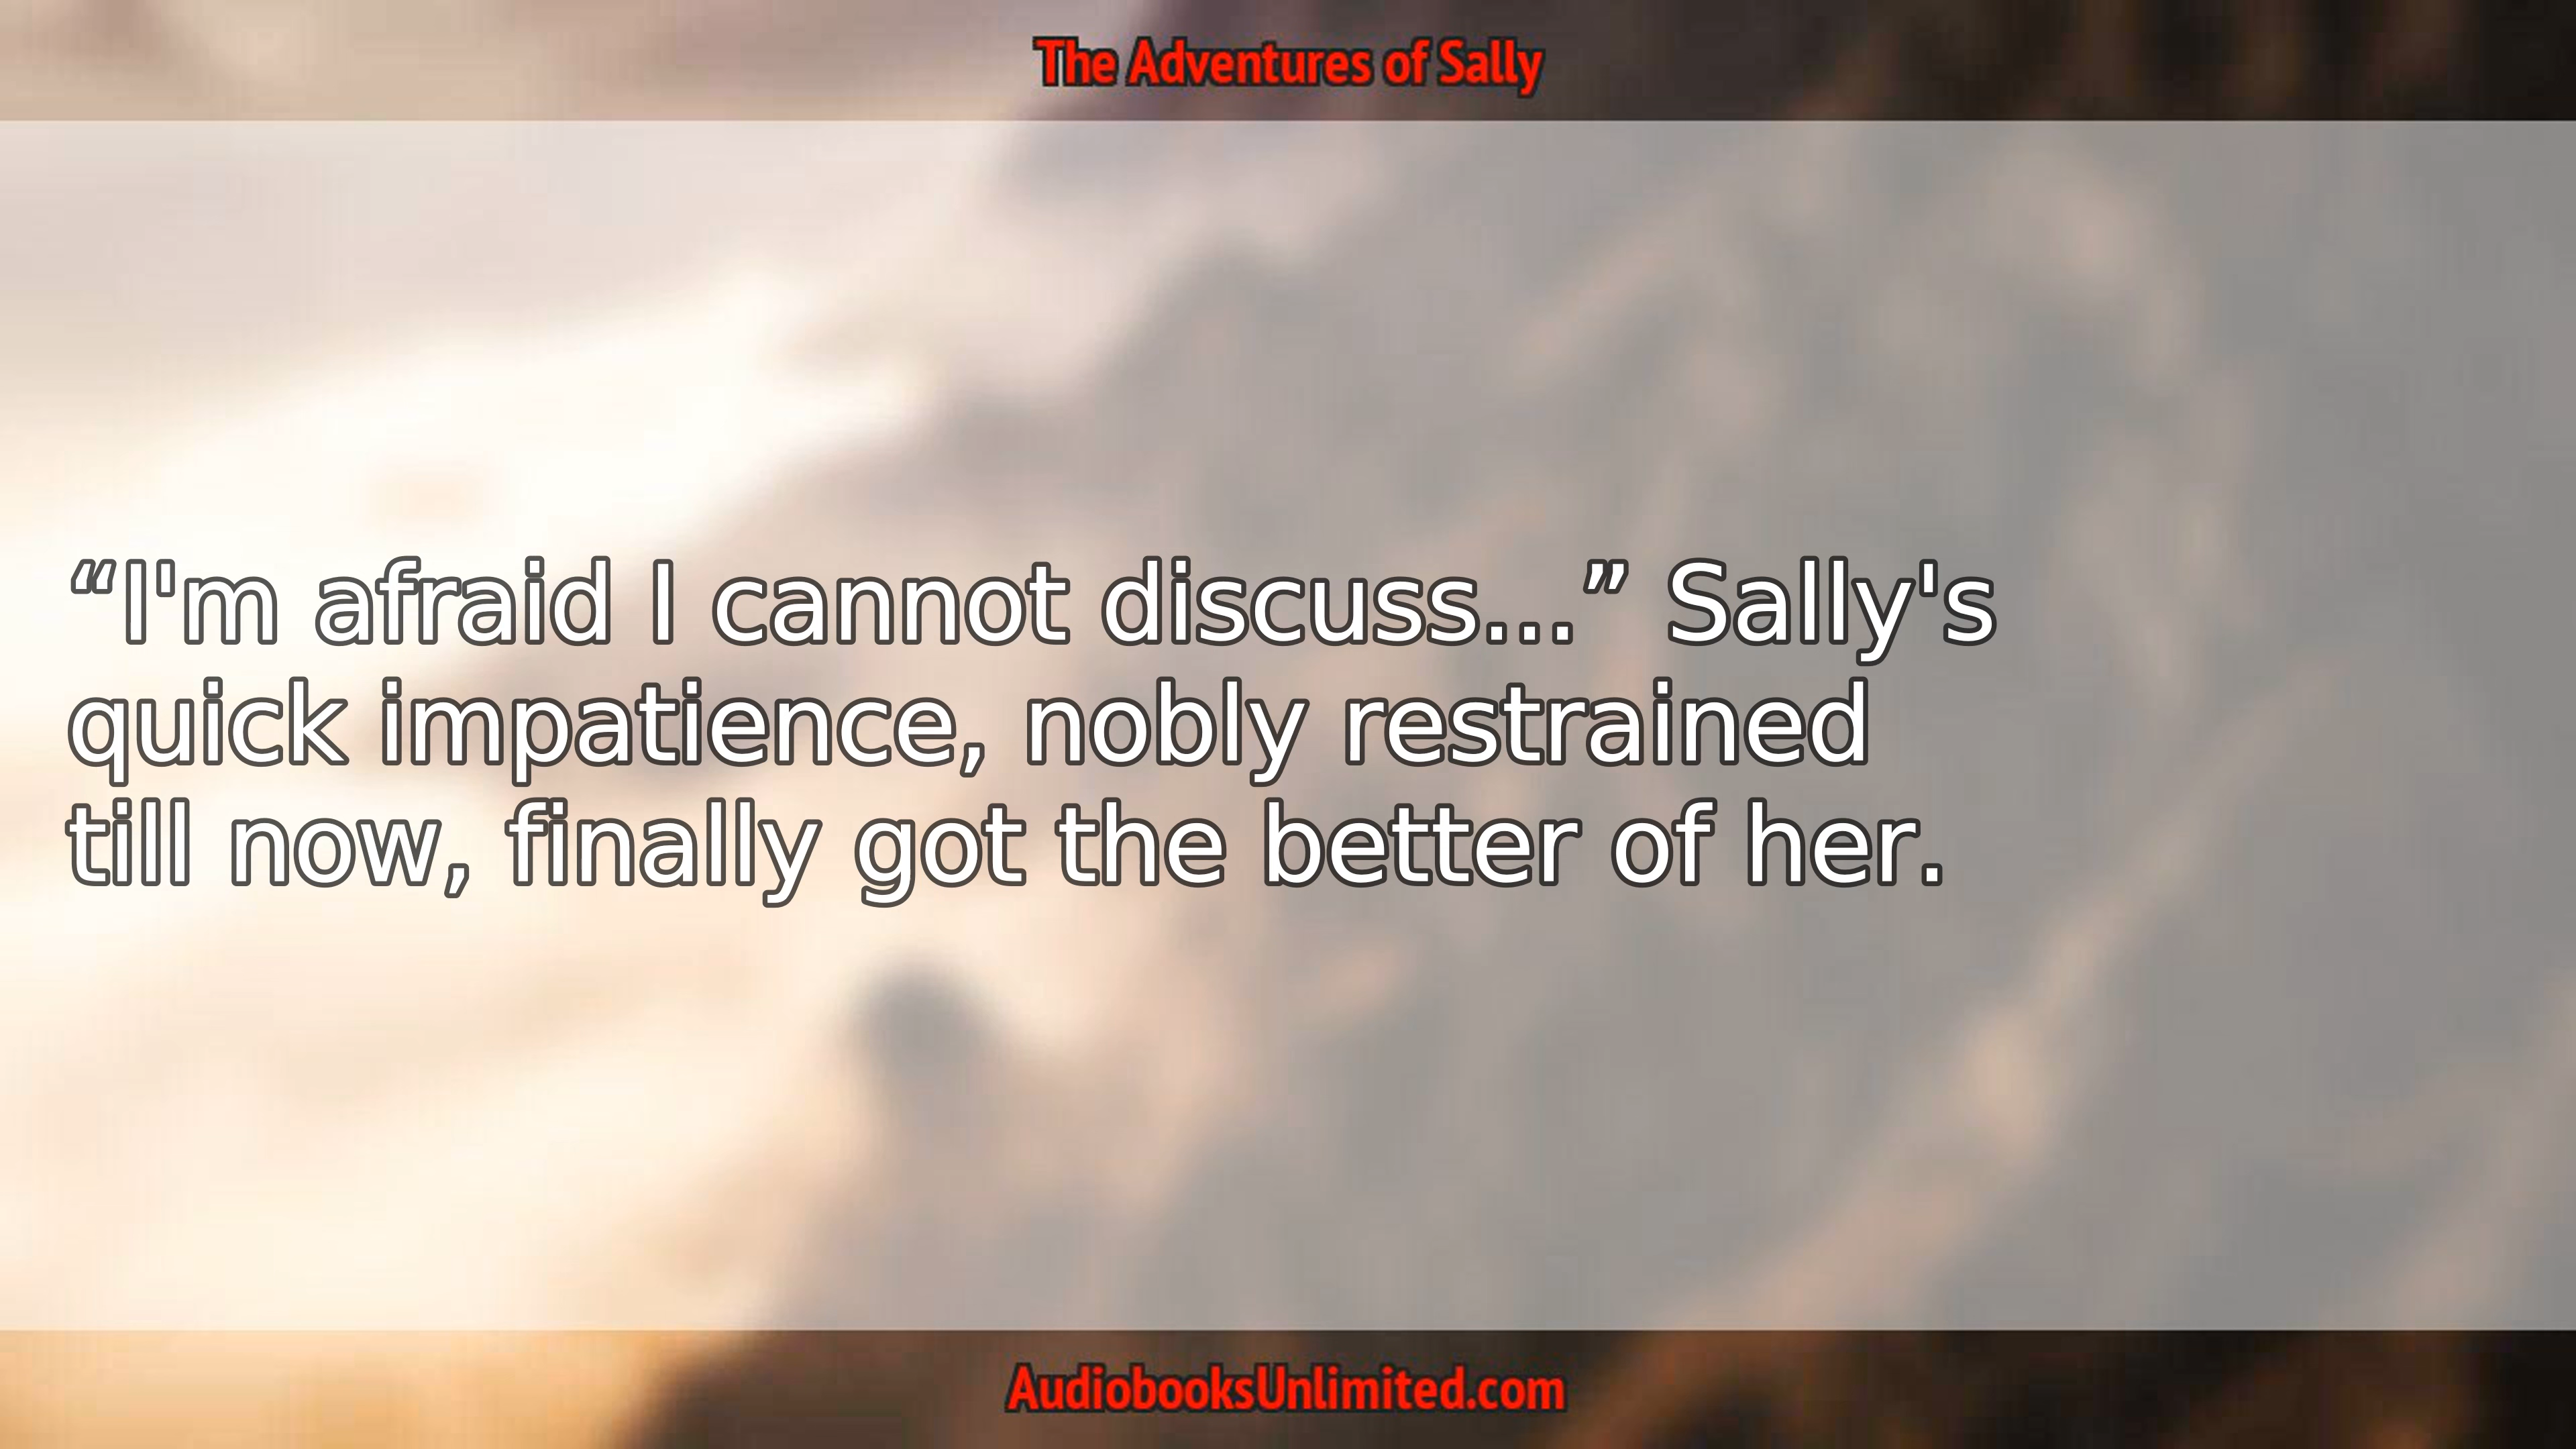 The Adventures of Sally
“I'm afraid I cannot discuss...” Sally's
quick impatience, nobly restrained
till now, finally got the better of her.
AudiobooksUnlimited.com